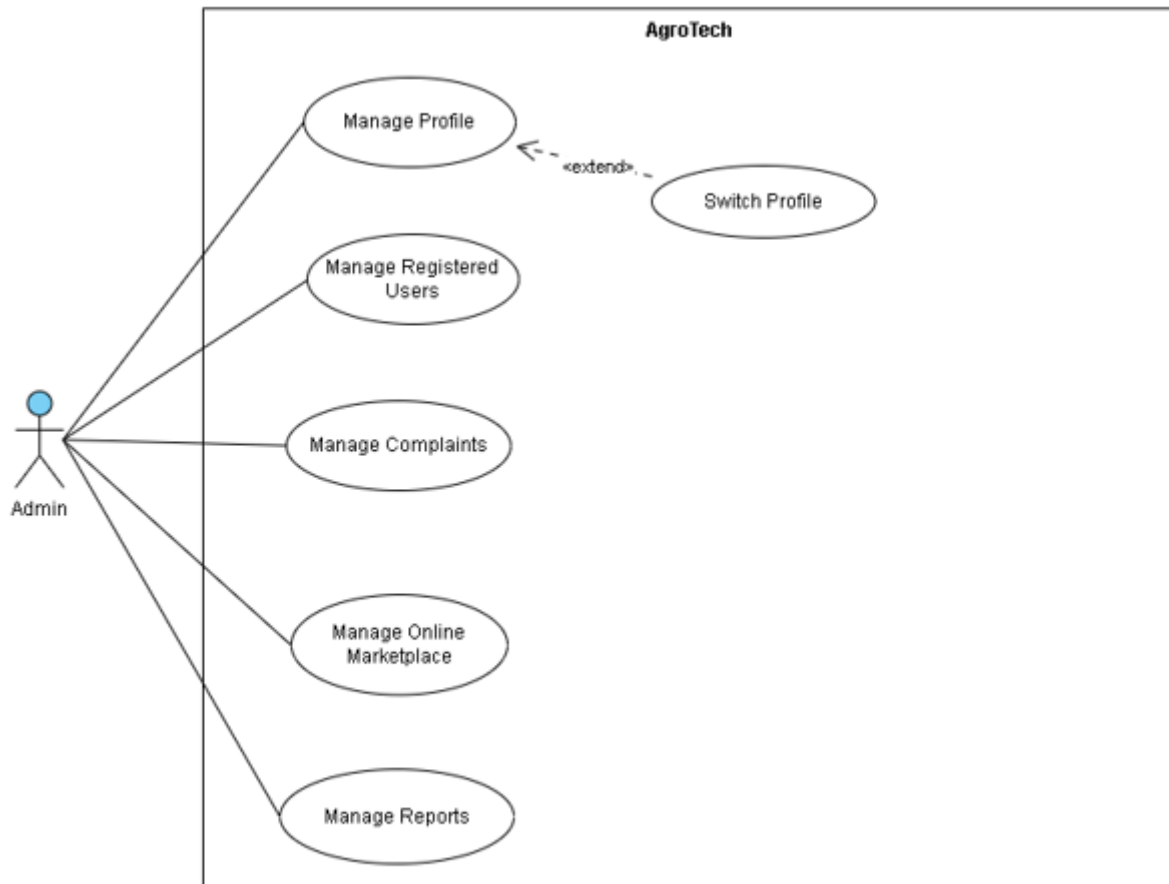 AgroTech
Manage Profile
<extend>
Switch Profile
Manage Registered
Users
Manage Complaints
Admin
Manage Online
Marketplace
Manage Reports